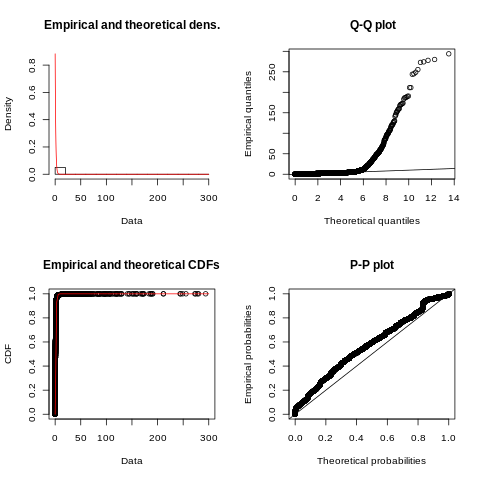 Empirical and theoretical dens.
Density
0.0 0.2 0.4 0.6 0.8
0 50 100 200 300
Data
Q-Q plot
Empirical quantiles
0 50 150 250
0 2 4 6 8 10 12 14
Theoretical quantiles
Empirical and theoretical CDFs
CDF
0.0 0.2 0.4 0.6 0.8 1.0
0 50 100 200 300
Data
P-P plot
Empirical probabilities
0.0 0.2 0.4 0.6 0.8 1.0
0.0 0.2 0.4 0.6 0.8 1.0
Theoretical probabilities